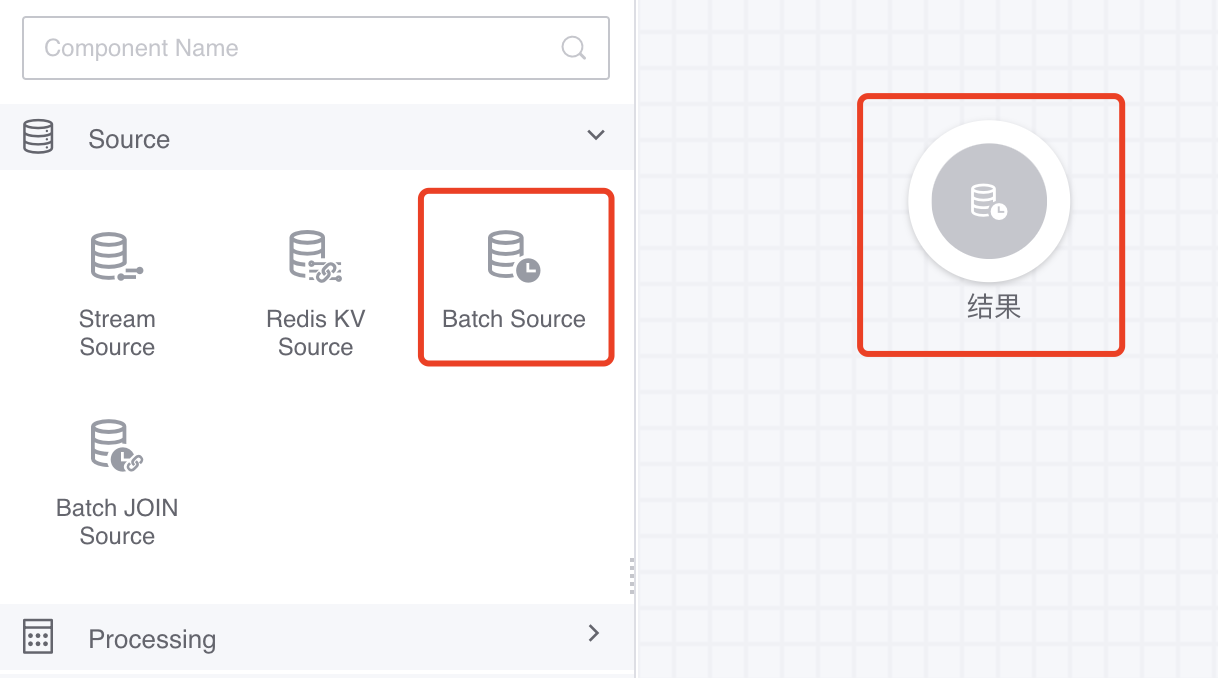 Component Name
Source
Stream
Source
Redis KV
Source
Batch Source
Batch JOIN
Source
Processing
结果